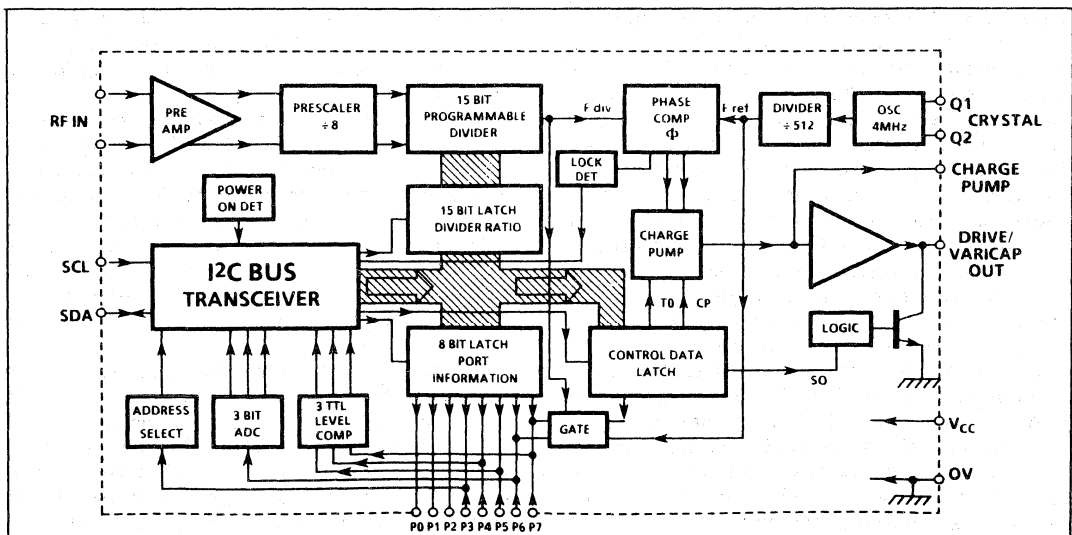 RF IN
PRE
AMP
PRESCALER
÷8
15 BIT
PROGRAMMABLE
DIVIDER
F div
PHASE
COMP
Φ
F ref
DIVIDER
÷512
OSC
4MHz
Q1
CRYSTAL
Q2
LOCK
DET
CHARGE
PUMP
POWER
ON DET
15 BIT LATCH
DIVIDER RATIO
CHARGE
PUMP
DRIVE/
VARICAP
OUT
SCL
SDA
I²C BUS
TRANSCEIVER
TO
CP
LOGIC
8 BIT LATCH
PORT
INFORMATION
CONTROL DATA
LATCH
SO
ADDRESS
SELECT
3 BIT
ADC
3 TTL
LEVEL
COMP
GATE
VCC
OV
P0 P1 P2 P3 P4 P5 P6 P7